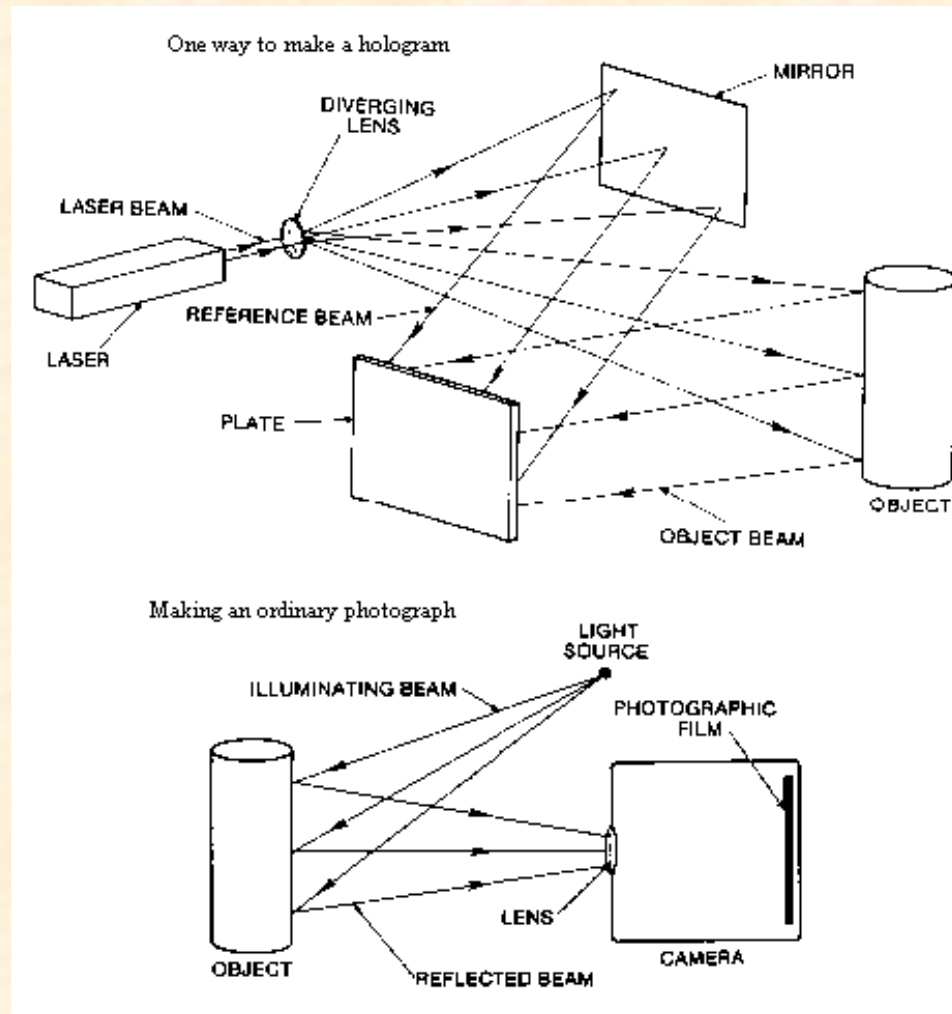 One way to make a hologram
MIRROR
DIVERGING
LENS
LASER BEAM
REFERENCE BEAM
LASER
PLATE
OBJECT
OBJECT BEAM
Making an ordinary photograph
LIGHT
SOURCE
ILLUMINATING BEAM
PHOTOGRAPHIC
FILM
LENS
OBJECT
CAMERA
REFLECTED BEAM